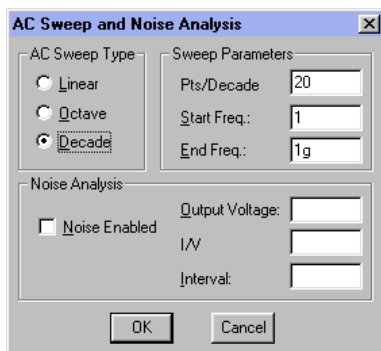 AC Sweep and Noise Analysis
AC Sweep Type
Linear
Octave
Decade
Sweep Parameters
Pts/Decade 20
Start Freq.: 1
End Freq.: 1g
Noise Analysis
Noise Enabled
Output Voltage:
I/V
Interval:
OK Cancel